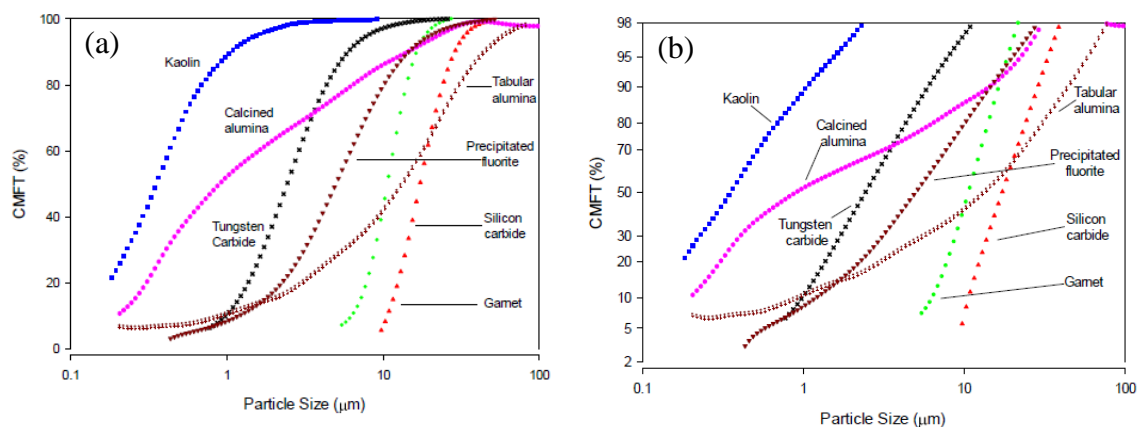 (a)
100
80
60
40
20
0
CMFT (%)
Kaolin
Calcined
alumina
Tungsten
Carbide
Tabular
alumina
Precipitated
fluorite
Silicon
carbide
Garnet
0.1
1
10
100
Particle Size (μm)
(b)
98
95
90
80
70
50
30
20
10
5
2
CMFT (%)
Kaolin
Calcined
alumina
Tungsten
carbide
Tabular
alumina
Precipitated
fluorite
Silicon
carbide
Garnet
0.1
1
10
100
Particle Size (μm)